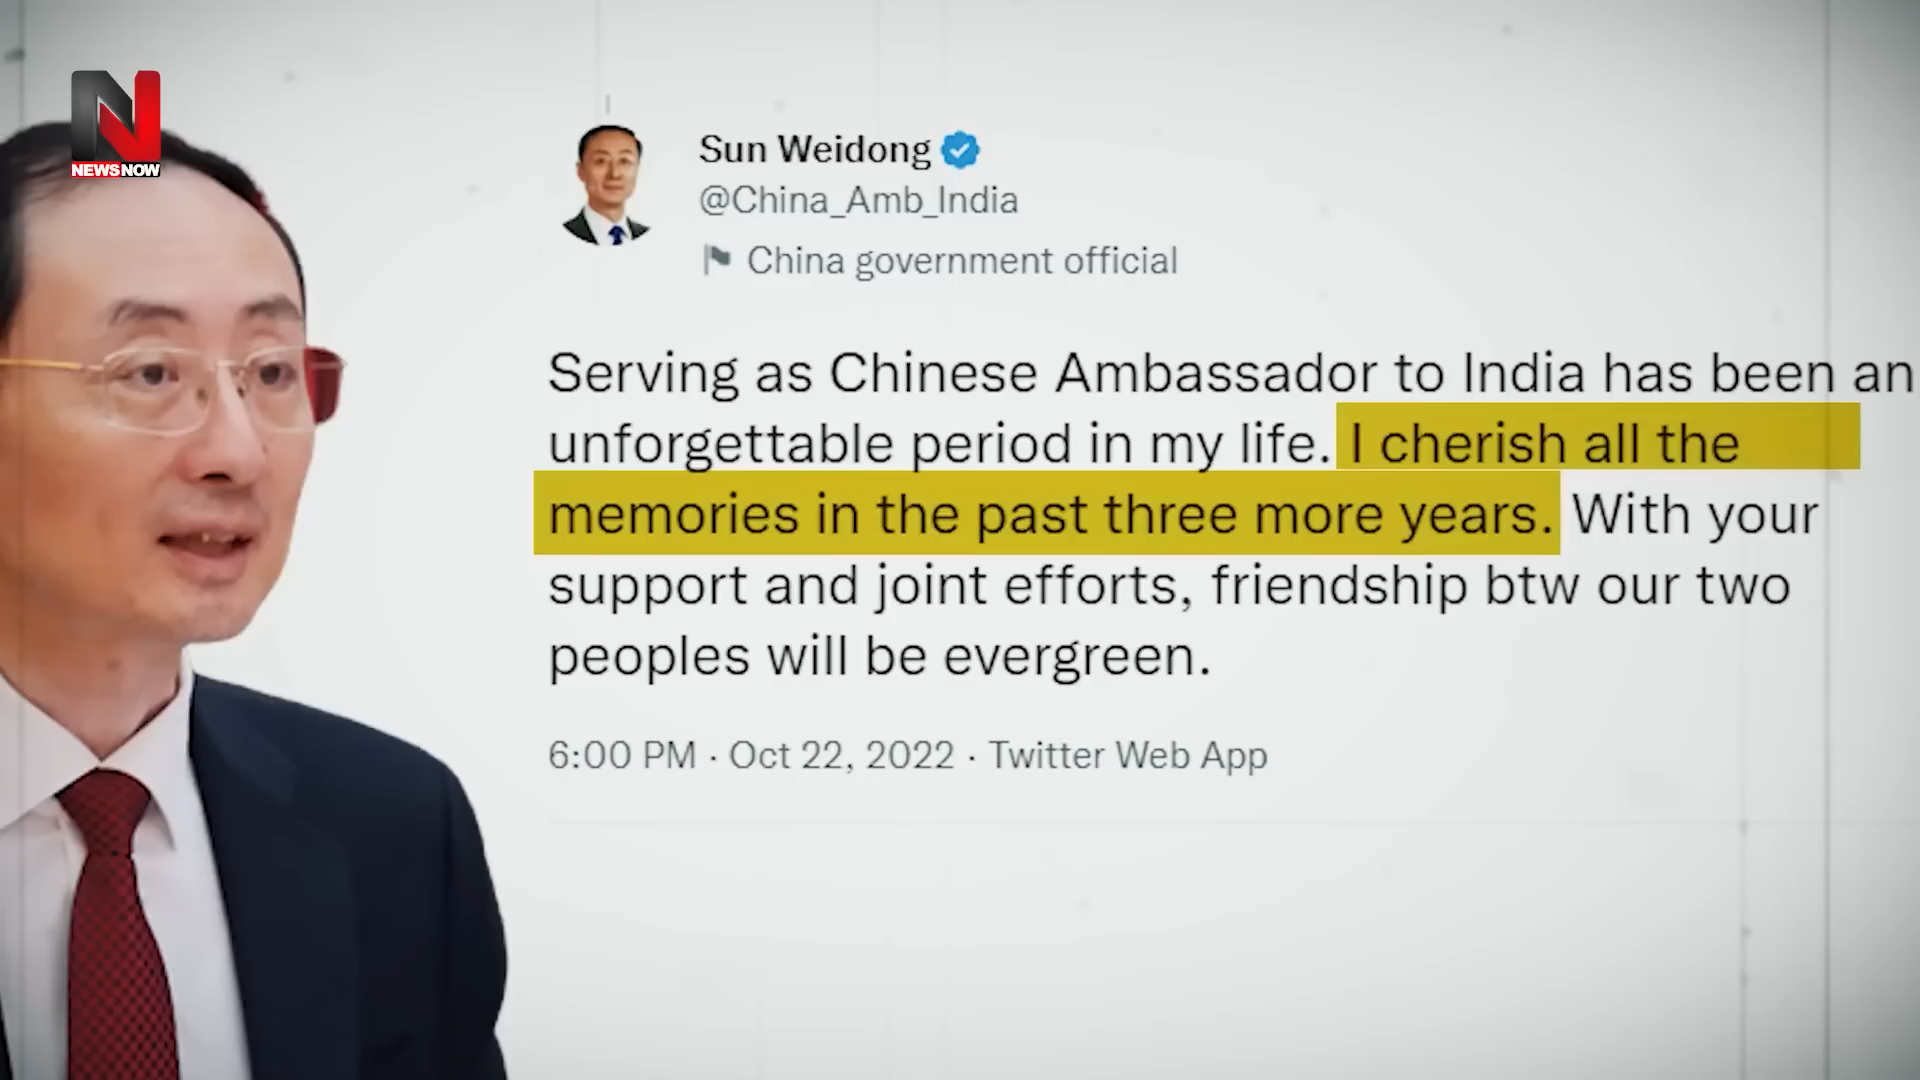 NEWSNOW
Sun Weidong
@China_Amb_India
China government official
Serving as Chinese Ambassador to India has been an
unforgettable period in my life. I cherish all the
memories in the past three more years. With your
support and joint efforts, friendship btw our two
peoples will be evergreen.
6:00 PM · Oct 22, 2022 · Twitter Web App